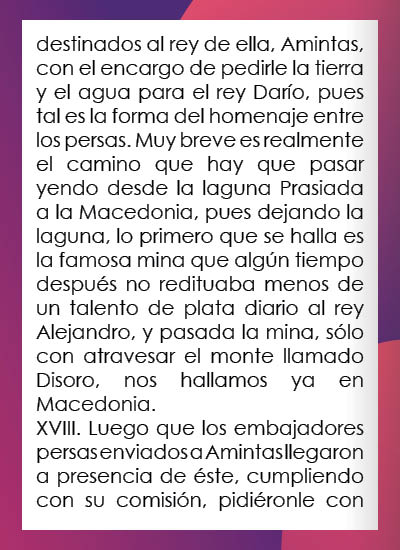 destinados al rey de ella, Amintas,
con el encargo de pedirle la tierra
y el agua para el rey Darío, pues
tal es la forma del homenaje entre
los persas. Muy breve es realmente
el camino que hay que pasar
yendo desde la laguna Prasiada
a la Macedonia, pues dejando la
laguna, lo primero que se halla es
la famosa mina que algún tiempo
después no redituaba menos de
un talento de plata diario al rey
Alejandro, y pasada la mina, sólo
con atravesar el monte llamado
Disoro, nos hallamos ya en
Macedonia.
XVIII. Luego que los embajadores
persas enviados a Amintas llegaron
a presencia de éste, cumpliendo
con su comisión, pidiéronle con